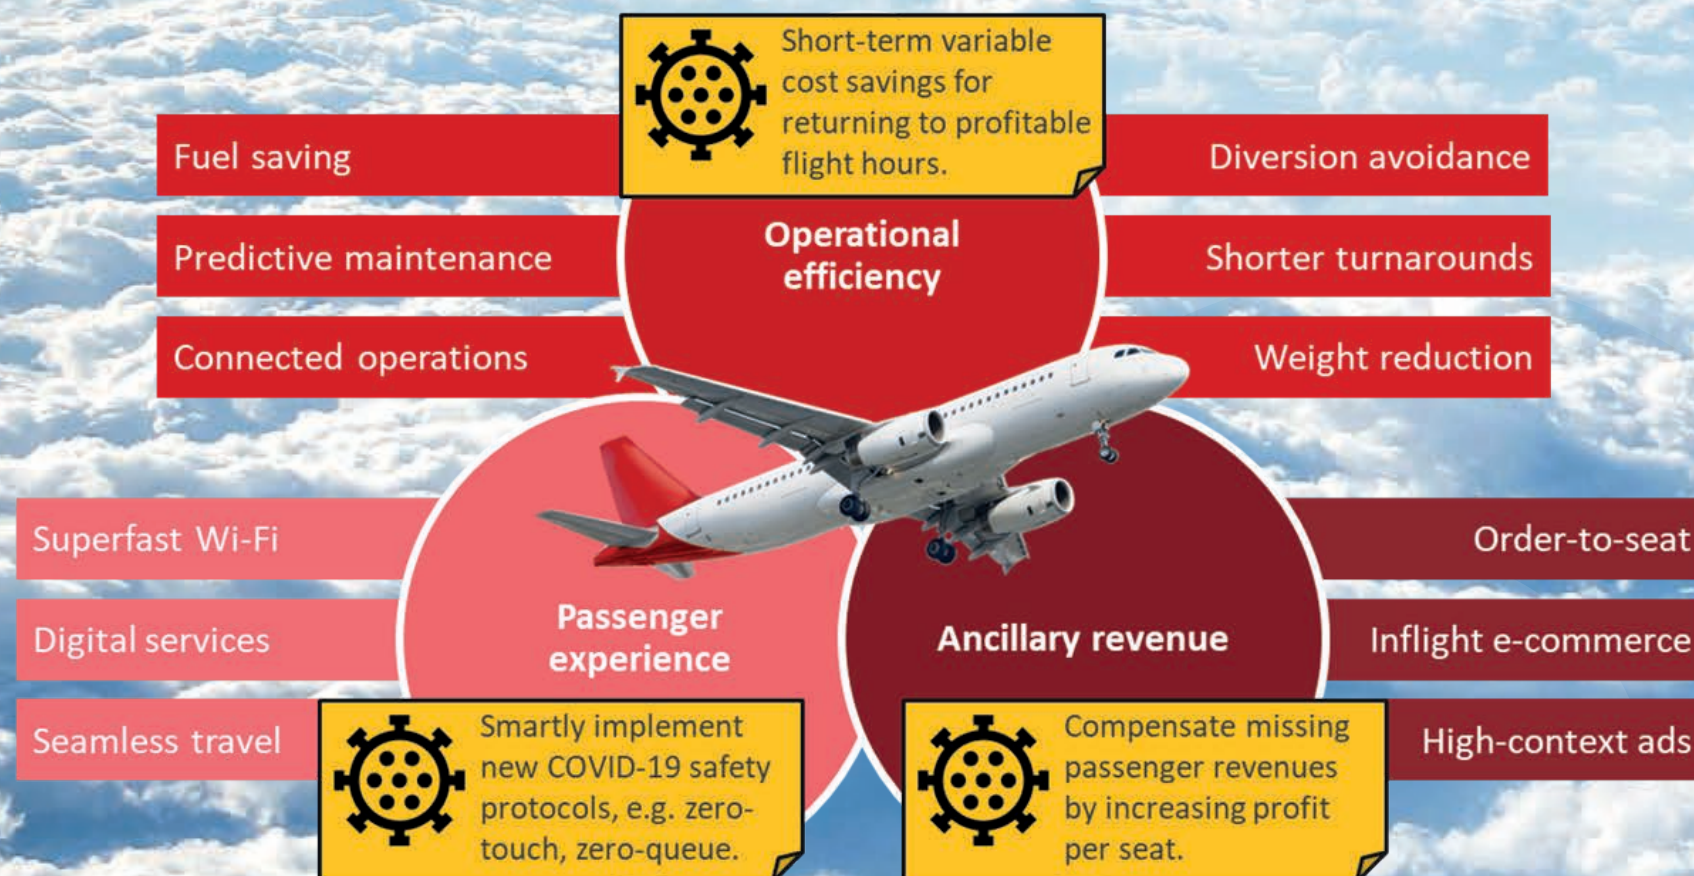 Short-term variable
cost savings for
returning to profitable
flight hours.
Fuel saving
Diversion avoidance
Operational
efficiency
Predictive maintenance
Shorter turnarounds
Connected operations
Weight reduction
Superfast Wi-Fi
Order-to-seat
Passenger
experience
Digital services
Ancillary revenue
Inflight e-commerce
Seamless travel
Smartly implement
new COVID-19 safety
protocols, e.g. zero-
touch, zero-queue.
Compensate missing
passenger revenues
by increasing profit
per seat.
High-context ads